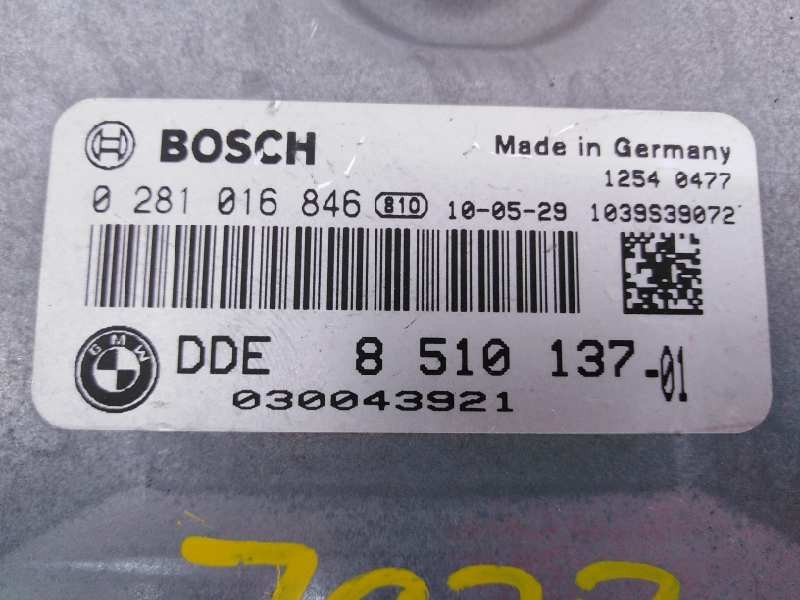 BOSCH Made in Germany
1254 0477
0 281 016 846 810 10-05-29 1039S39072
BMW DDE 8 510 137-01
030043921